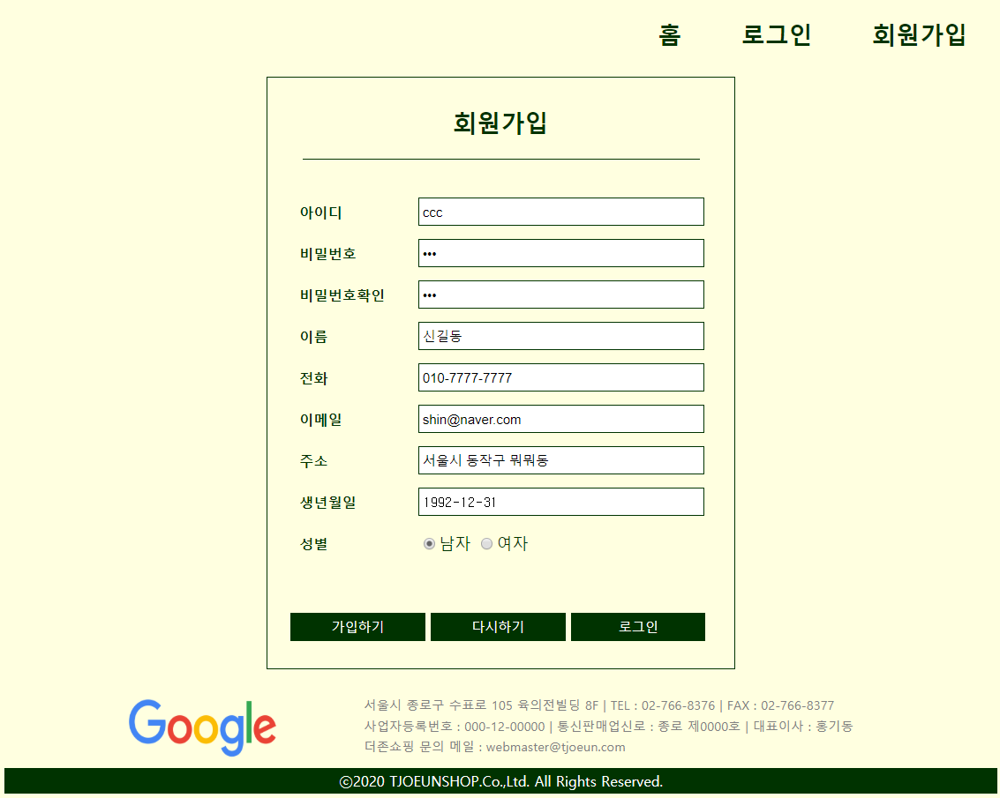 홈 로그인 회원가입
회원가입
아이디 ccc
비밀번호 •••
비밀번호확인 •••
이름 신길동
전화 010-7777-7777
이메일 shin@naver.com
주소 서울시 동작구 뭐뭐동
생년월일 1992-12-31
성별 남자 여자
가입하기 다시하기 로그인
Google
서울시 종로구 수표로 105 육의전빌딩 8F | TEL : 02-766-8376 | FAX : 02-766-8377
사업자등록번호 : 000-12-00000 | 통신판매업신로 : 종로 제0000호 | 대표이사 : 홍기동
더존쇼핑 문의 메일 : webmaster@tjoeun.com
©2020 TJOEUNSHOP.Co.,Ltd. All Rights Reserved.